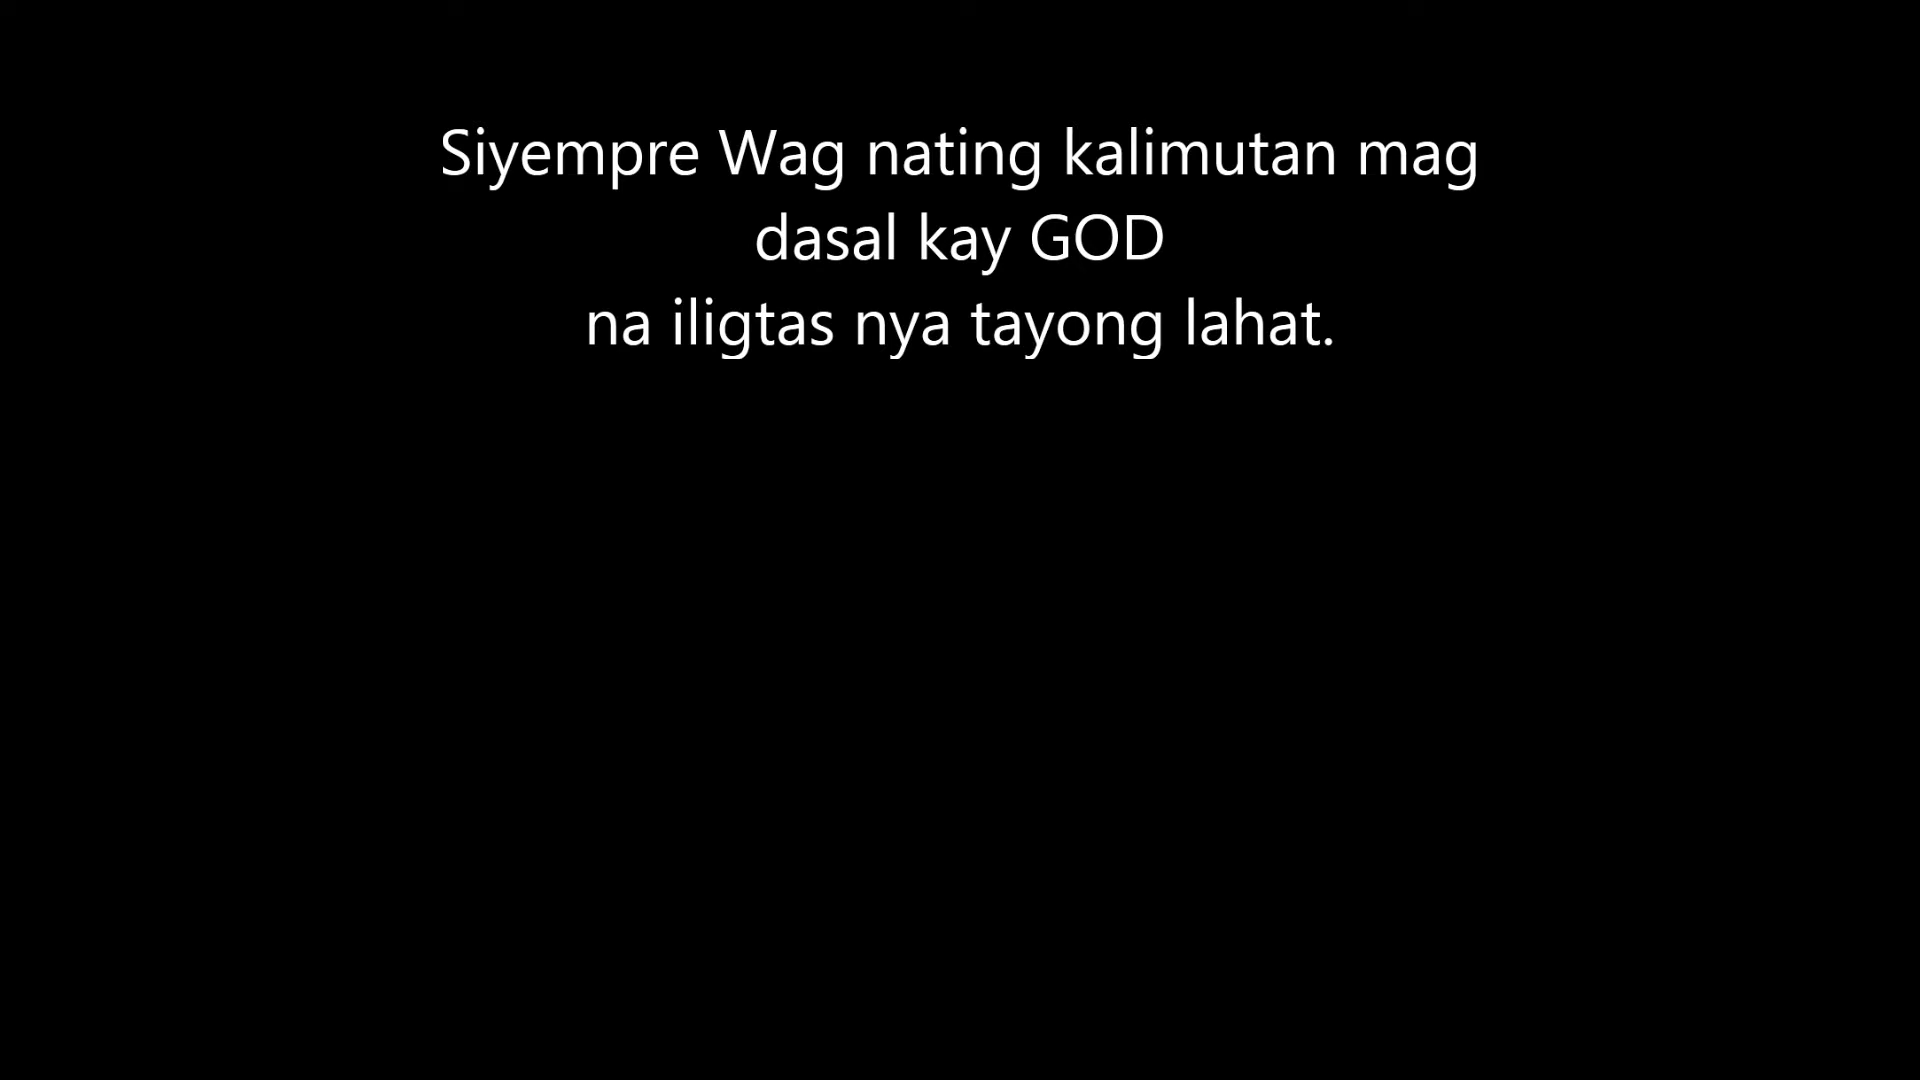 Siyempre Wag nating kalimutan mag
dasal kay GOD
na iligtas nya tayong lahat.